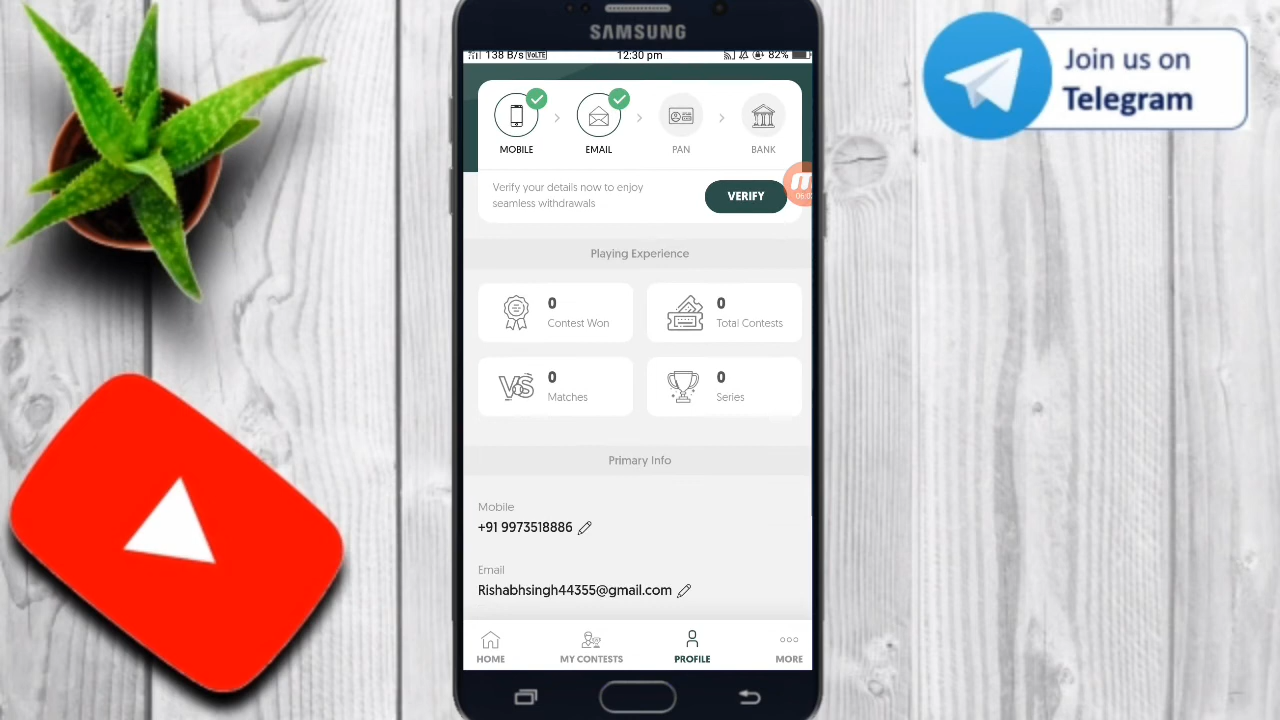 SAMSUNG
138 B/s VoLTE 12:30 pm 82%
MOBILE EMAIL PAN BANK
Verify your details now to enjoy
seamless withdrawals
VERIFY
Playing Experience
0
Contest Won
0
Total Contests
VS
0
Matches
0
Series
Primary Info
Mobile
+91 9973518886
Email
Rishabhsingh44355@gmail.com
HOME MY CONTESTS PROFILE MORE
Join us on
Telegram